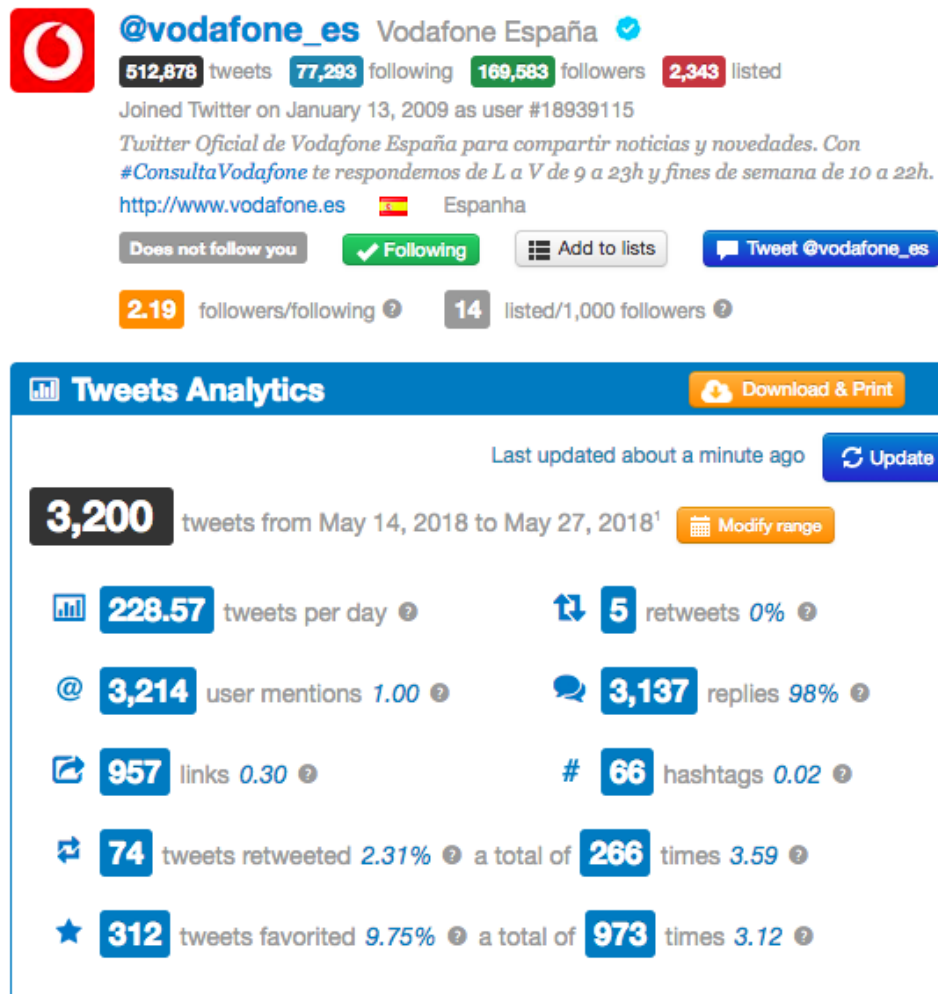 @vodafone_es Vodafone España
512,878 tweets 77,293 following 169,583 followers 2,343 listed
Joined Twitter on January 13, 2009 as user #18939115
Twitter Oficial de Vodafone España para compartir noticias y novedades. Con
#ConsultaVodafone te respondemos de L a V de 9 a 23h y fines de semana de 10 a 22h.
http://www.vodafone.es Espanha
Does not follow you Following Add to lists Tweet @vodafone_es
2.19 followers/following ? 14 listed/1,000 followers ?
Tweets Analytics Download & Print
Last updated about a minute ago Update
3,200 tweets from May 14, 2018 to May 27, 2018¹ Modify range
228.57 tweets per day ? 5 retweets 0% ?
@ 3,214 user mentions 1.00 ? 3,137 replies 98% ?
957 links 0.30 ? # 66 hashtags 0.02 ?
74 tweets retweeted 2.31% ? a total of 266 times 3.59 ?
312 tweets favorited 9.75% ? a total of 973 times 3.12 ?